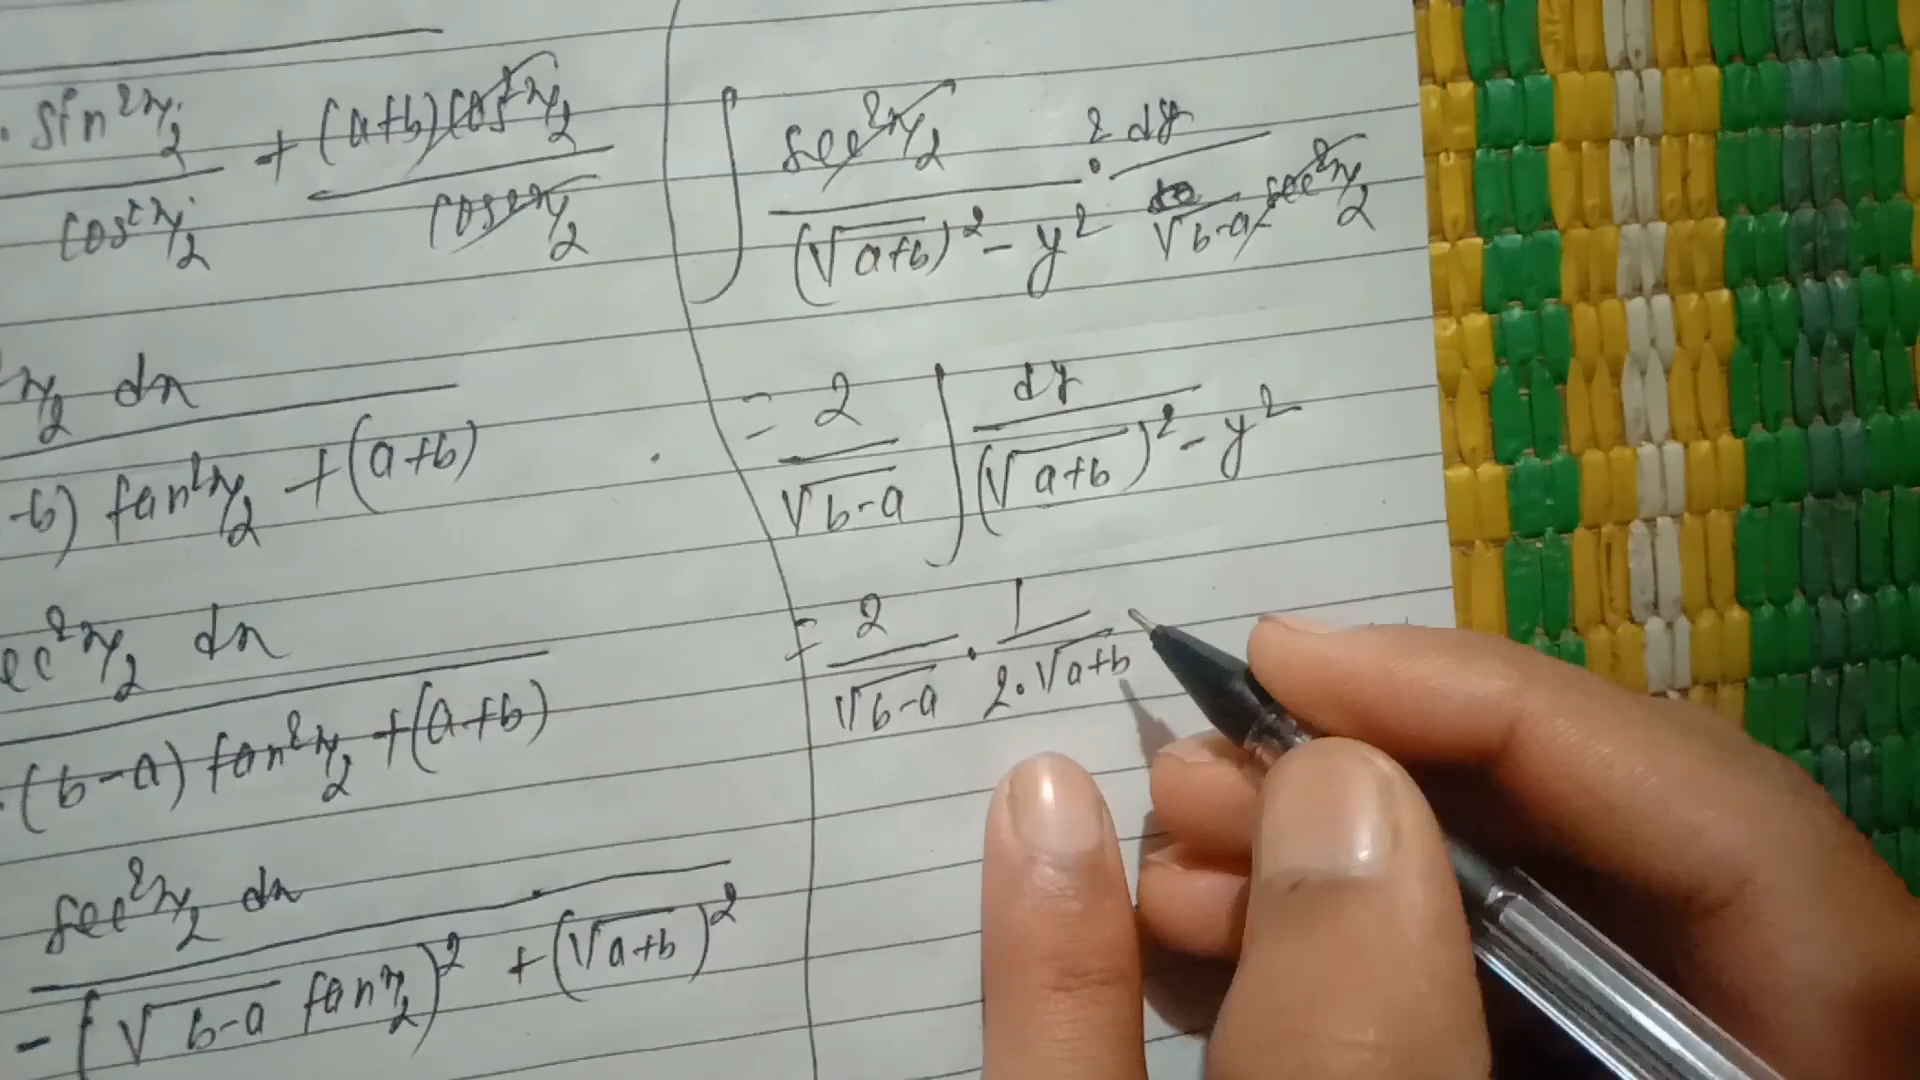 sin²x/2 / cos²x/2 + (a+b)cos²x/2 / cos²x/2
x/2 dx
-b) tan²x/2 + (a+b)
ec²x/2 dx
(b-a) tan²x/2 + (a+b)
sec²x/2 dx
-(√b-a tan x/2)² + (√a+b)²
∫ sec²x/2 / (√a+b)² - y² · 2 dy / √b-a sec²x/2
= 2 / √b-a ∫ dy / (√a+b)² - y²
= 2 / √b-a · 1 / 2·√a+b